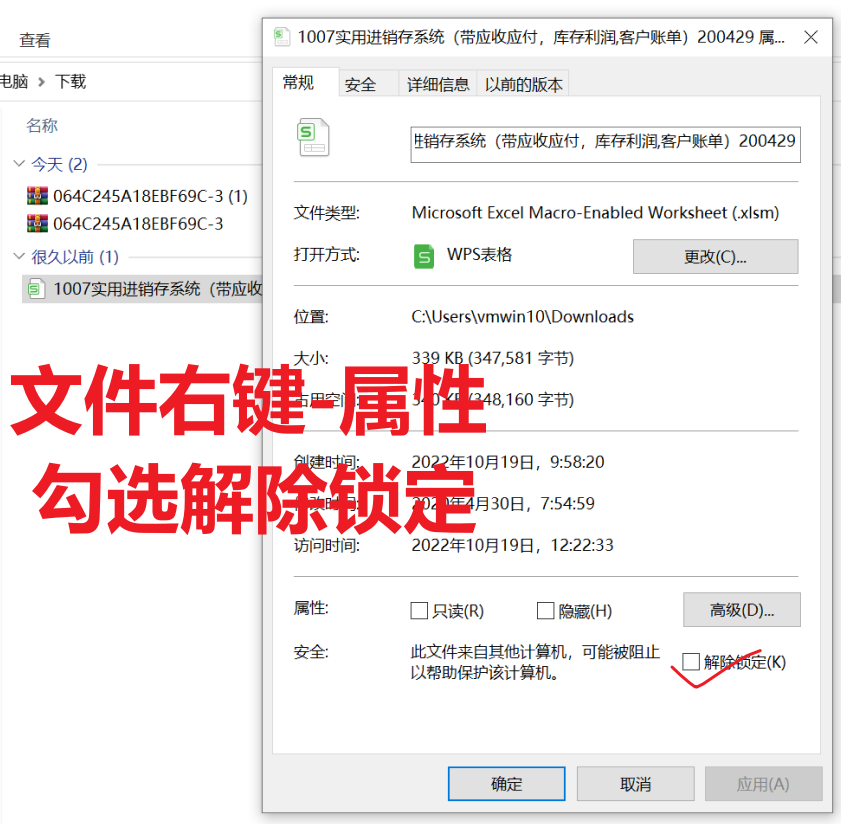 查看
1007实用进销存系统（带应收应付，库存利润,客户账单）200429 属...
电脑 > 下载
常规
安全
详细信息
以前的版本
名称
今天 (2)
064C245A18EBF69C-3 (1)
064C245A18EBF69C-3
很久以前 (1)
1007实用进销存系统（带应收
进销存系统（带应收应付，库存利润,客户账单）200429
文件类型: Microsoft Excel Macro-Enabled Worksheet (.xlsm)
打开方式: WPS表格 更改(C)...
位置: C:\Users\vmwin10\Downloads
大小: 339 KB (347,581 字节)
占用空间: 340 KB (348,160 字节)
文件右键-属性
创建时间: 2022年10月19日，9:58:20
勾选解除锁定
修改时间: 2020年4月30日，7:54:59
访问时间: 2022年10月19日，12:22:33
属性: 只读(R) 隐藏(H) 高级(D)...
安全: 此文件来自其他计算机，可能被阻止
以帮助保护该计算机。
解除锁定(K)
确定 取消 应用(A)